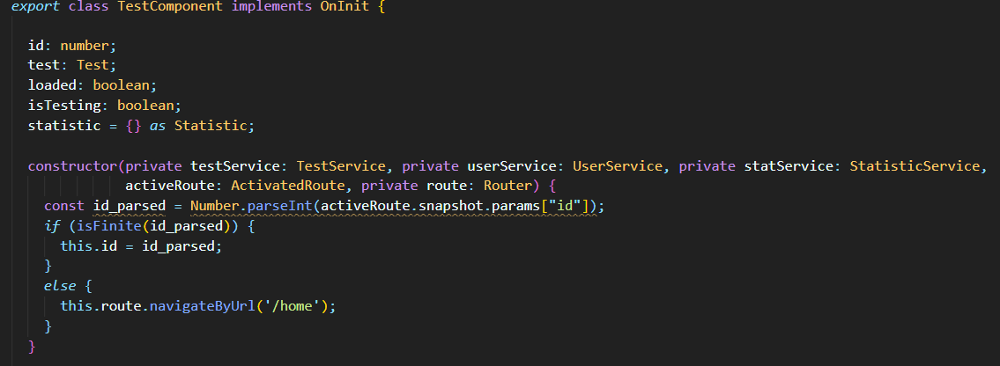 export class TestComponent implements OnInit {
id: number;
test: Test;
loaded: boolean;
isTesting: boolean;
statistic = {} as Statistic;
constructor(private testService: TestService, private userService: UserService, private statService: StatisticService,
activeRoute: ActivatedRoute, private route: Router) {
const id_parsed = Number.parseInt(activeRoute.snapshot.params["id"]);
if (isFinite(id_parsed)) {
this.id = id_parsed;
}
else {
this.route.navigateByUrl('/home');
}
}